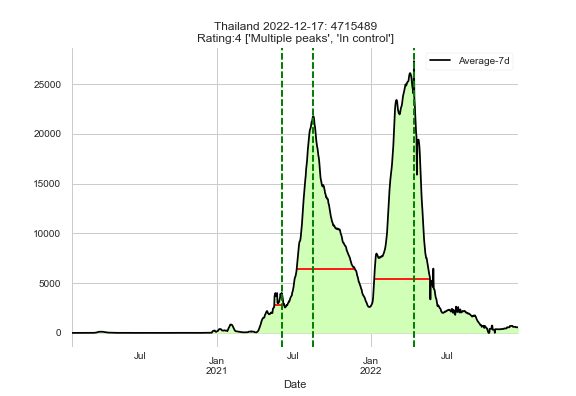 Thailand 2022-12-17: 4715489
Rating:4 ['Multiple peaks', 'In control']
Average-7d
25000
20000
15000
10000
5000
0
Jul
Jan
2021
Jul
Jan
2022
Jul
Date